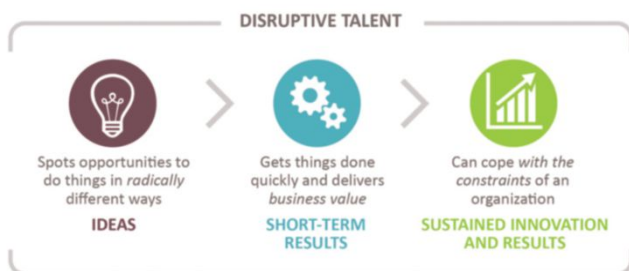 DISRUPTIVE TALENT
Spots opportunities to
do things in radically
different ways
IDEAS
Gets things done
quickly and delivers
business value
SHORT-TERM
RESULTS
Can cope with the
constraints of an
organization
SUSTAINED INNOVATION
AND RESULTS